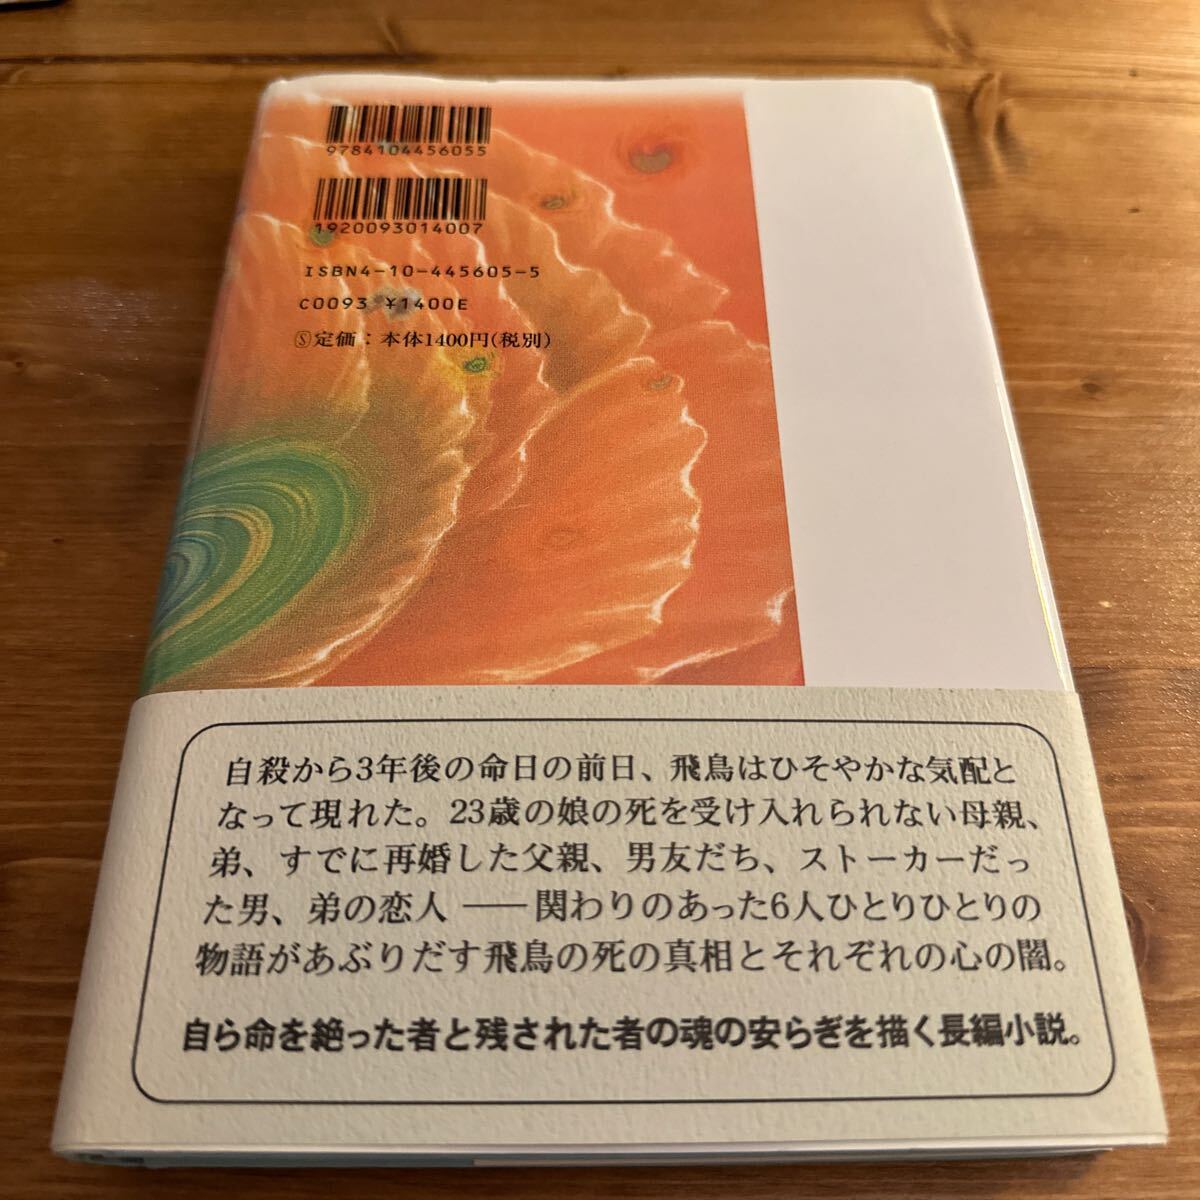 9784104456055
1920093014007
ISBN4-10-445605-5
C0093 ¥1400E
Ⓢ定価：本体1400円(税別)
自殺から3年後の命日の前日、飛鳥はひそやかな気配と
なって現れた。23歳の娘の死を受け入れられない母親、
弟、すでに再婚した父親、男友だち、ストーカーだっ
た男、弟の恋人――関わりのあった6人ひとりひとりの
物語があぶりだす飛鳥の死の真相とそれぞれの心の闇。
自ら命を絶った者と残された者の魂の安らぎを描く長編小説。